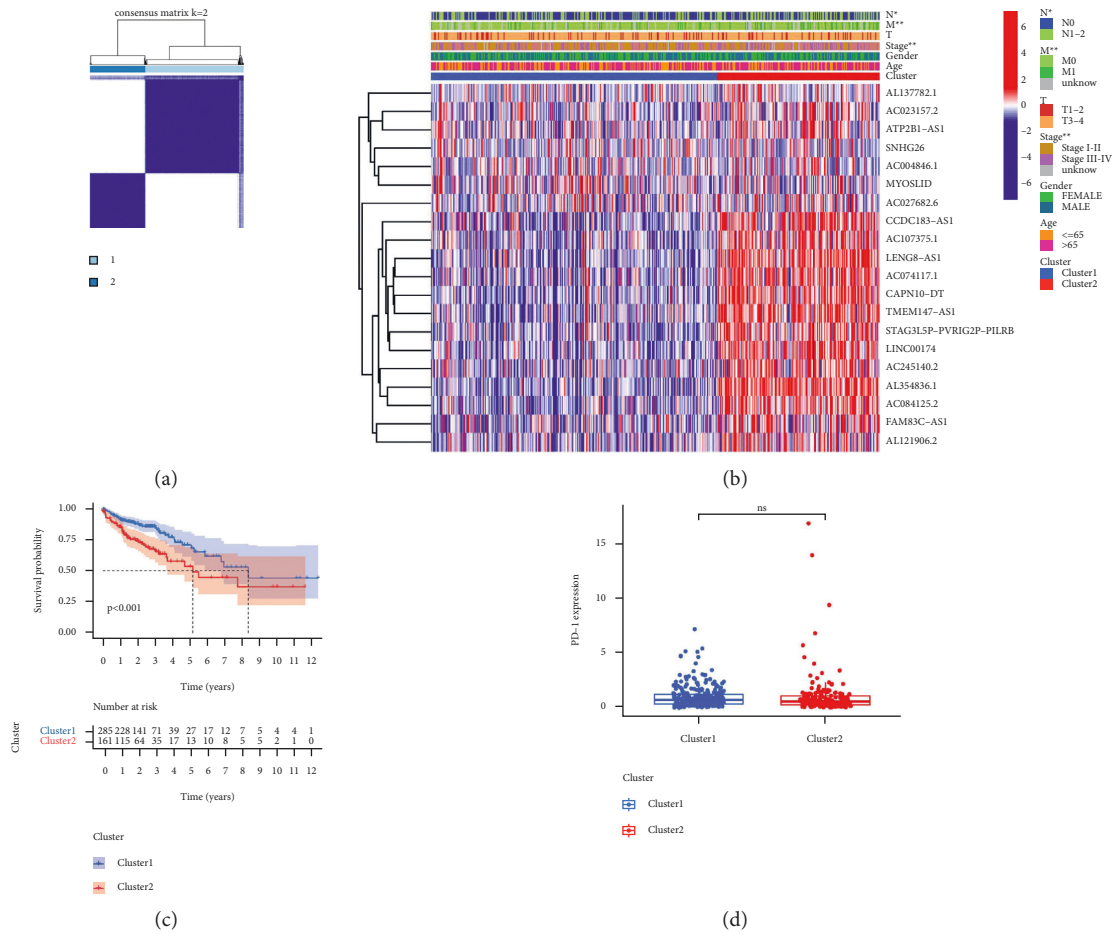 consensus matrix k=2
1
2
(a)
N*
M**
T
Stage**
Gender
Age
Cluster
AL137782.1
AC023157.2
ATP2B1−AS1
SNHG26
AC004846.1
MYOSLID
AC027682.6
CCDC183−AS1
AC107375.1
LENG8−AS1
AC074117.1
CAPN10−DT
TMEM147−AS1
STAG3L5P−PVRIG2P−PILRB
LINC00174
AC245140.2
AL354836.1
AC084125.2
FAM83C−AS1
AL121906.2
6
4
2
0
−2
−4
−6
N*
N0
N1−2
M**
M0
M1
unknow
T
T1−2
T3−4
Stage**
Stage I-II
Stage III-IV
unknow
Gender
FEMALE
MALE
Age
<=65
>65
Cluster
Cluster1
Cluster2
(b)
Survival probability
1.00
0.75
0.50
0.25
0.00
p<0.001
0 1 2 3 4 5 6 7 8 9 10 11 12
Time (years)
Number at risk
Cluster
Cluster1 285 228 141 71 39 27 17 12 7 5 4 4 1
Cluster2 161 115 64 35 17 13 10 8 5 5 2 1 0
0 1 2 3 4 5 6 7 8 9 10 11 12
Time (years)
Cluster
Cluster1
Cluster2
(c)
ns
PD−1 expression
15
10
5
0
Cluster1 Cluster2
Cluster
Cluster1
Cluster2
(d)